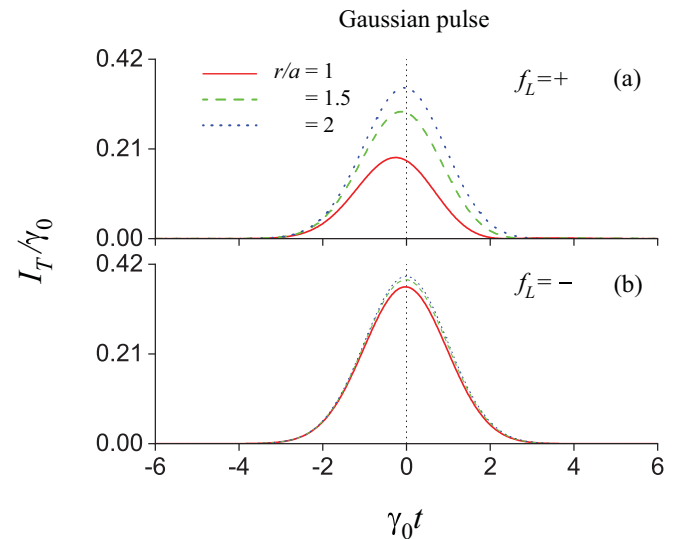 Gaussian pulse
0.42
r/a = 1
= 1.5
= 2
f_L=+
(a)
0.21
0.00
I_T/γ_0
0.42
f_L= −
(b)
0.21
0.00
-6 -4 -2 0 2 4 6
γ_0t